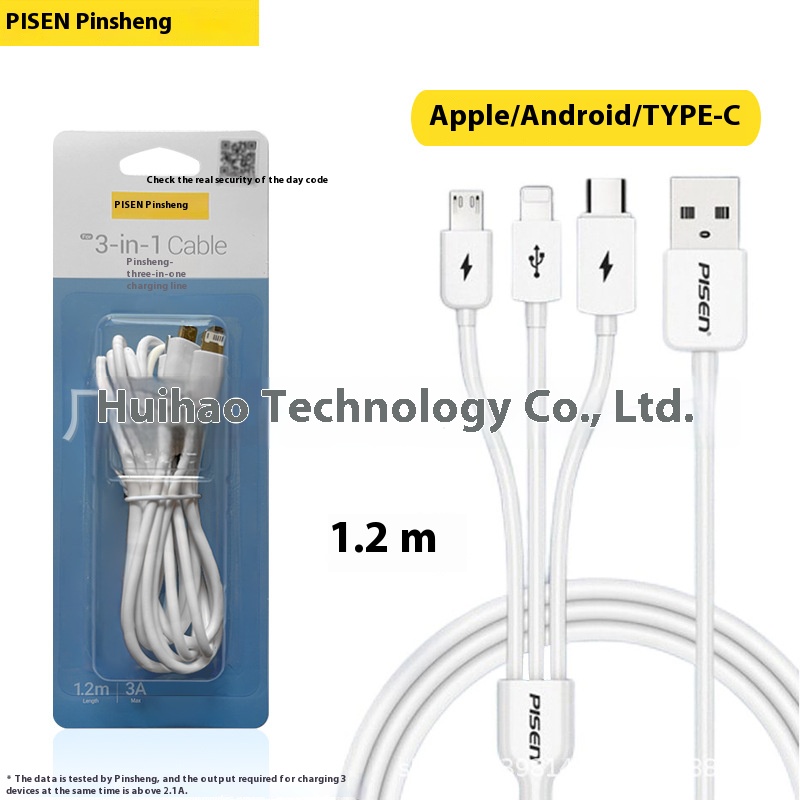 PISEN Pinsheng
Apple/Android/TYPE-C
Check the real security of the day code
PISEN Pinsheng
3-in-1 Cable
Pinsheng-
three-in-one
charging line
PISEN
厂 Huihao Technology Co., Ltd.
1.2 m
1.2m
Length
3A
Max
PISEN
* The data is tested by Pinsheng, and the output required for charging 3
devices at the same time is above 2.1A.